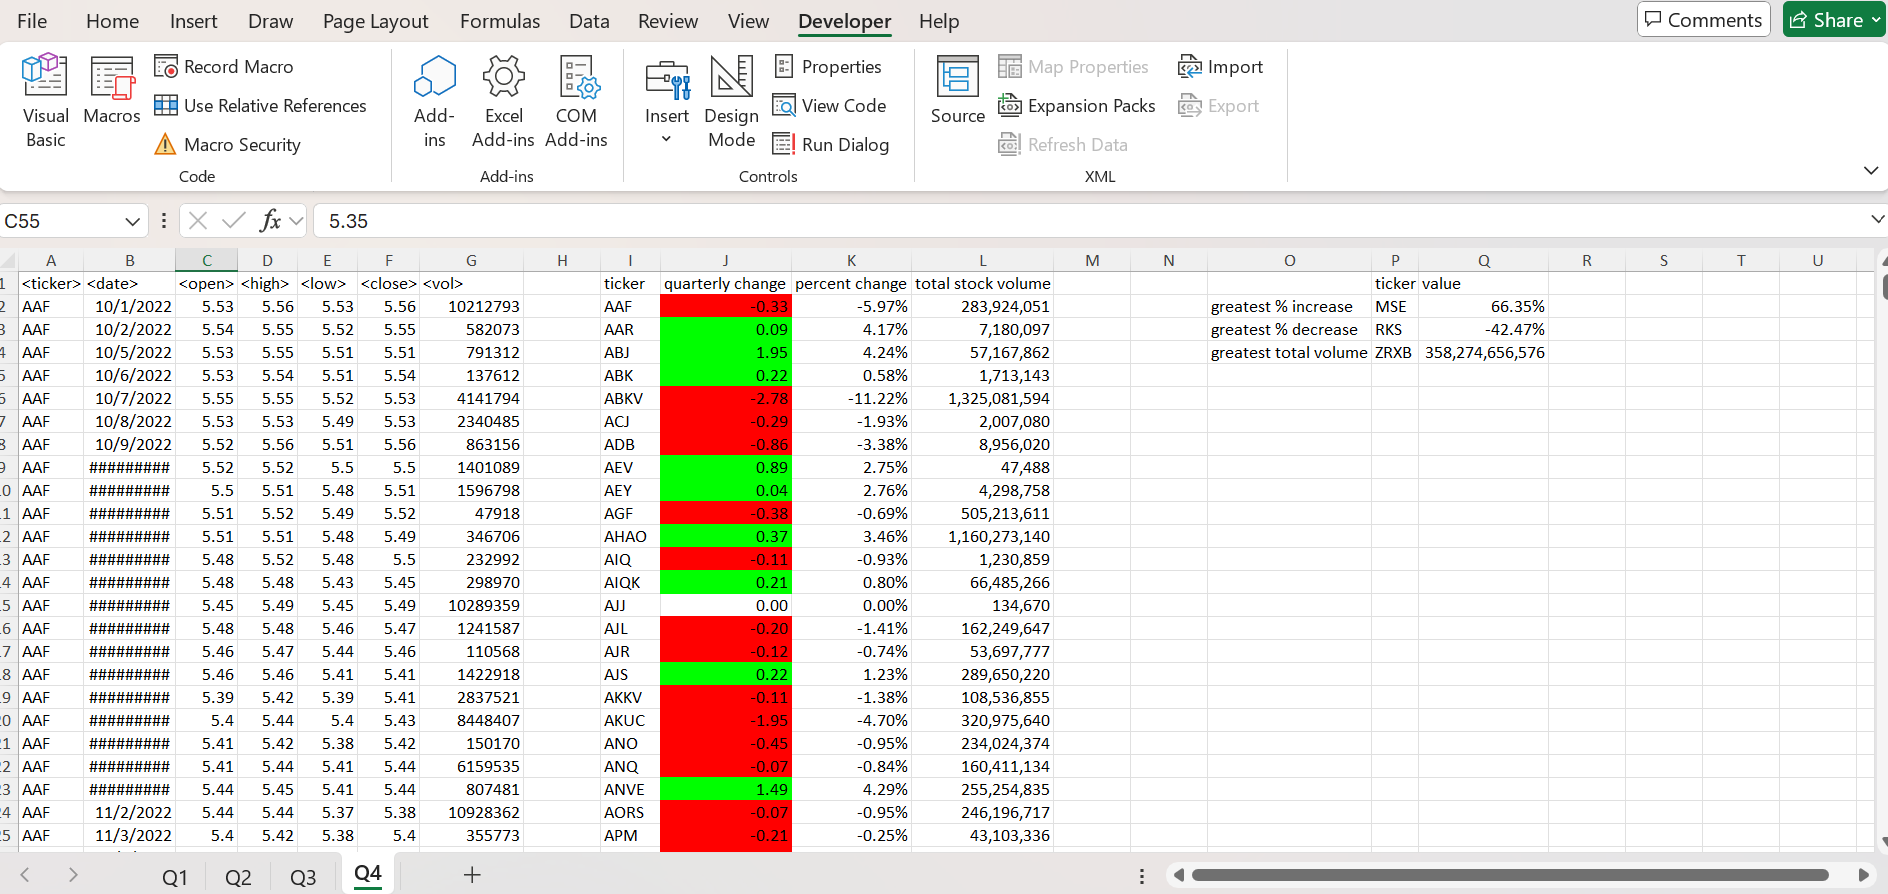 File Home Insert Draw Page Layout Formulas Data Review View Developer Help Comments Share
Record Macro Properties Map Properties Import
Use Relative References View Code Expansion Packs Export
Visual Basic Macros Add-ins Excel Add-ins COM Add-ins Insert Design Mode Source
Macro Security Run Dialog Refresh Data
Code Add-ins Controls XML
C55 fx 5.35
A B C D E F G H I J K L M N O P Q R S T U
1 <ticker> <date> <open> <high> <low> <close> <vol> ticker quarterly change percent change total stock volume ticker value
2 AAF 10/1/2022 5.53 5.56 5.53 5.56 10212793 AAF -0.33 -5.97% 283,924,051 greatest % increase MSE 66.35%
3 AAF 10/2/2022 5.54 5.55 5.52 5.55 582073 AAR 0.09 4.17% 7,180,097 greatest % decrease RKS -42.47%
4 AAF 10/5/2022 5.53 5.55 5.51 5.51 791312 ABJ 1.95 4.24% 57,167,862 greatest total volume ZRXB 358,274,656,576
5 AAF 10/6/2022 5.53 5.54 5.51 5.54 137612 ABK 0.22 0.58% 1,713,143
6 AAF 10/7/2022 5.55 5.55 5.52 5.53 4141794 ABKV -2.78 -11.22% 1,325,081,594
7 AAF 10/8/2022 5.53 5.53 5.49 5.53 2340485 ACJ -0.29 -1.93% 2,007,080
8 AAF 10/9/2022 5.52 5.56 5.51 5.56 863156 ADB -0.86 -3.38% 8,956,020
9 AAF ######### 5.52 5.52 5.5 5.5 1401089 AEV 0.89 2.75% 47,488
0 AAF ######### 5.5 5.51 5.48 5.51 1596798 AEY 0.04 2.76% 4,298,758
1 AAF ######### 5.51 5.52 5.49 5.52 47918 AGF -0.38 -0.69% 505,213,611
2 AAF ######### 5.51 5.51 5.48 5.49 346706 AHAO 0.37 3.46% 1,160,273,140
3 AAF ######### 5.48 5.52 5.48 5.5 232992 AIQ -0.11 -0.93% 1,230,859
4 AAF ######### 5.48 5.48 5.43 5.45 298970 AIQK 0.21 0.80% 66,485,266
5 AAF ######### 5.45 5.49 5.45 5.49 10289359 AJJ 0.00 0.00% 134,670
6 AAF ######### 5.48 5.48 5.46 5.47 1241587 AJL -0.20 -1.41% 162,249,647
7 AAF ######### 5.46 5.47 5.44 5.46 110568 AJR -0.12 -0.74% 53,697,777
8 AAF ######### 5.46 5.46 5.41 5.41 1422918 AJS 0.22 1.23% 289,650,220
9 AAF ######### 5.39 5.42 5.39 5.41 2837521 AKKV -0.11 -1.38% 108,536,855
0 AAF ######### 5.4 5.44 5.4 5.43 8448407 AKUC -1.95 -4.70% 320,975,640
1 AAF ######### 5.41 5.42 5.38 5.42 150170 ANO -0.45 -0.95% 234,024,374
2 AAF ######### 5.41 5.44 5.41 5.44 6159535 ANQ -0.07 -0.84% 160,411,134
3 AAF ######### 5.44 5.45 5.41 5.44 807481 ANVE 1.49 4.29% 255,254,835
4 AAF 11/2/2022 5.44 5.44 5.37 5.38 10928362 AORS -0.07 -0.95% 246,196,717
5 AAF 11/3/2022 5.4 5.42 5.38 5.4 355773 APM -0.21 -0.25% 43,103,336
Q1 Q2 Q3 Q4 +